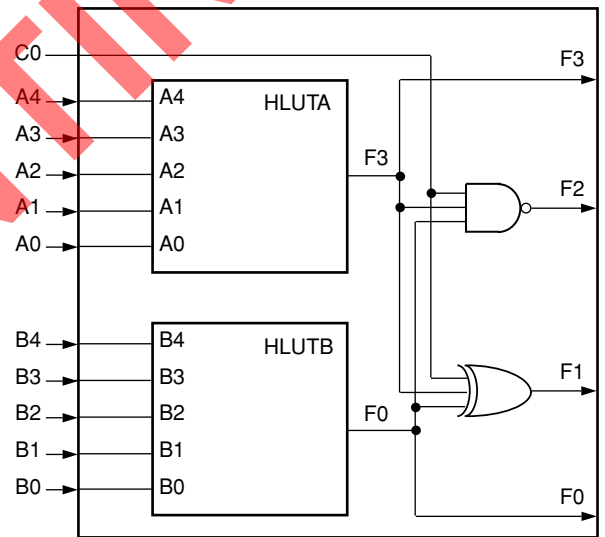 C0
F3
A4 A4 HLUTA
A3 A3
F3
A2 A2
F2
A1 A1
A0 A0
B4 B4 HLUTB
B3 B3
F1
B2 B2
F0
B1 B1
B0 B0
F0